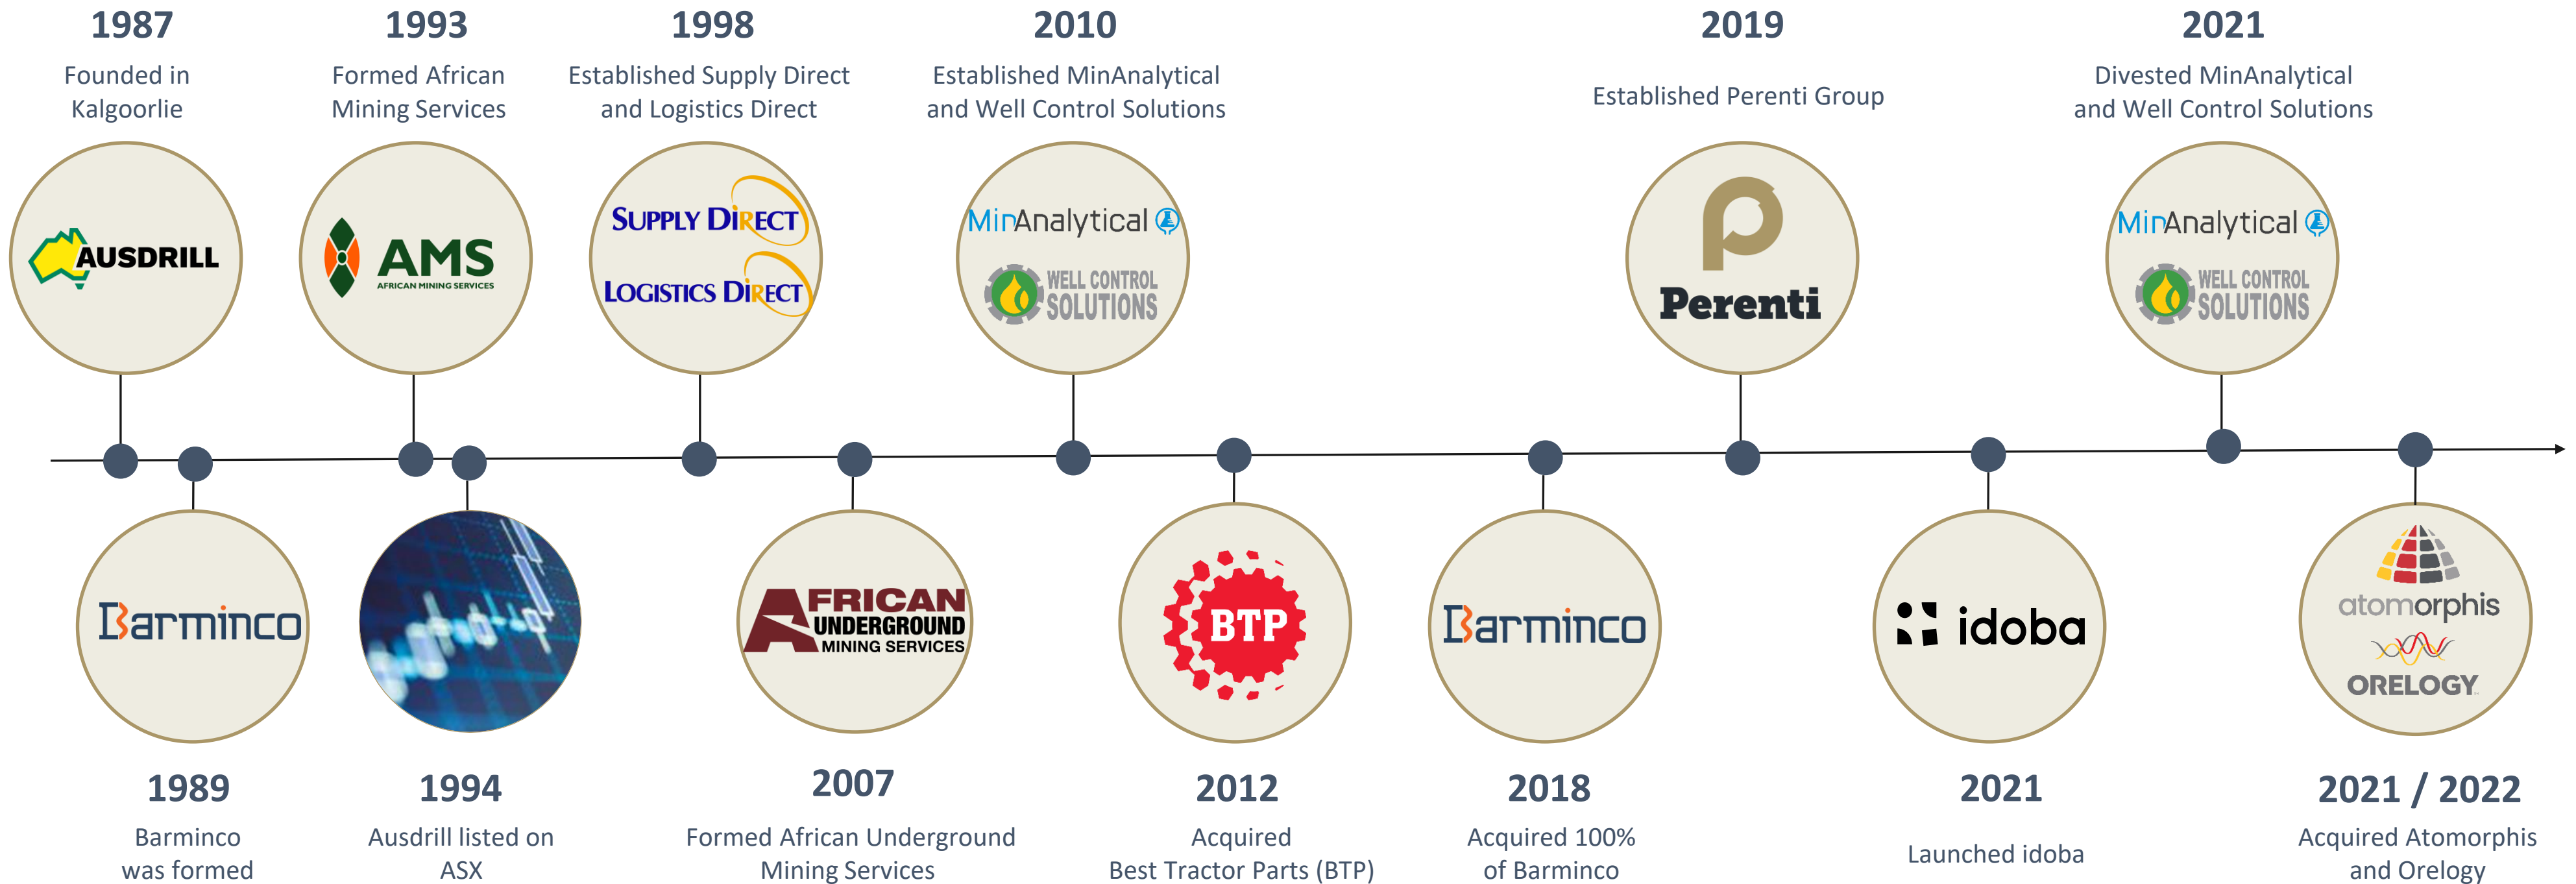 1987
Founded in
Kalgoorlie
AUSDRILL
1993
Formed African
Mining Services
AMS
AFRICAN MINING SERVICES
1998
Established Supply Direct
and Logistics Direct
SUPPLY DIRECT
LOGISTICS DIRECT
2010
Established MinAnalytical
and Well Control Solutions
MinAnalytical
WELL CONTROL
SOLUTIONS
2019
Established Perenti Group
Perenti
2021
Divested MinAnalytical
and Well Control Solutions
MinAnalytical
WELL CONTROL
SOLUTIONS
Barminco
1989
Barminco
was formed
1994
Ausdrill listed on
ASX
AFRICAN
UNDERGROUND
MINING SERVICES
2007
Formed African Underground
Mining Services
BTP
2012
Acquired
Best Tractor Parts (BTP)
Barminco
2018
Acquired 100%
of Barminco
idoba
2021
Launched idoba
atomorphis
ORELOGY
2021 / 2022
Acquired Atomorphis
and Orelogy